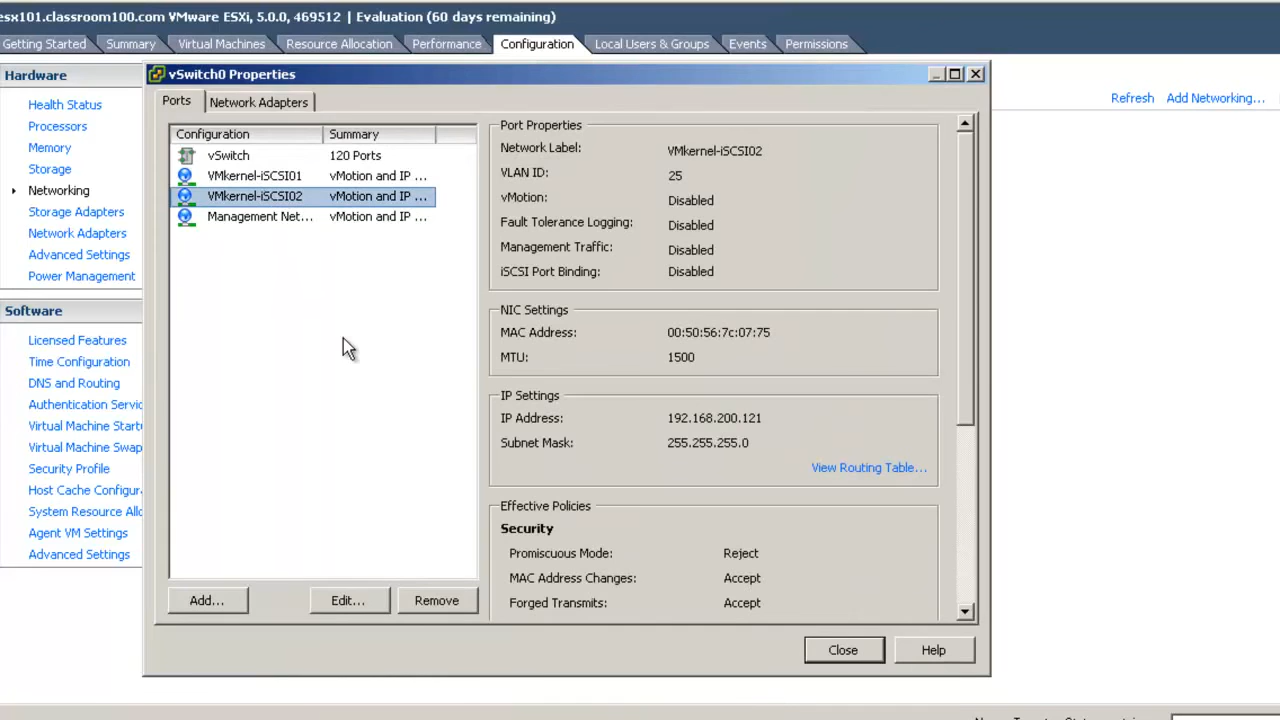 esx101.classroom100.com VMware ESXi, 5.0.0, 469512 | Evaluation (60 days remaining)
Getting Started Summary Virtual Machines Resource Allocation Performance Configuration Local Users & Groups Events Permissions
Hardware
Health Status
Processors
Memory
Storage
Networking
Storage Adapters
Network Adapters
Advanced Settings
Power Management
Software
Licensed Features
Time Configuration
DNS and Routing
Authentication Servic
Virtual Machine Startu
Virtual Machine Swap
Security Profile
Host Cache Configur
System Resource Allo
Agent VM Settings
Advanced Settings
Refresh Add Networking...
vSwitch0 Properties
Ports Network Adapters
Configuration Summary
vSwitch 120 Ports
VMkernel-iSCSI01 vMotion and IP ...
VMkernel-iSCSI02 vMotion and IP ...
Management Net... vMotion and IP ...
Add... Edit... Remove
Port Properties
Network Label: VMkernel-iSCSI02
VLAN ID: 25
vMotion: Disabled
Fault Tolerance Logging: Disabled
Management Traffic: Disabled
iSCSI Port Binding: Disabled
NIC Settings
MAC Address: 00:50:56:7c:07:75
MTU: 1500
IP Settings
IP Address: 192.168.200.121
Subnet Mask: 255.255.255.0
View Routing Table...
Effective Policies
Security
Promiscuous Mode: Reject
MAC Address Changes: Accept
Forged Transmits: Accept
Close Help